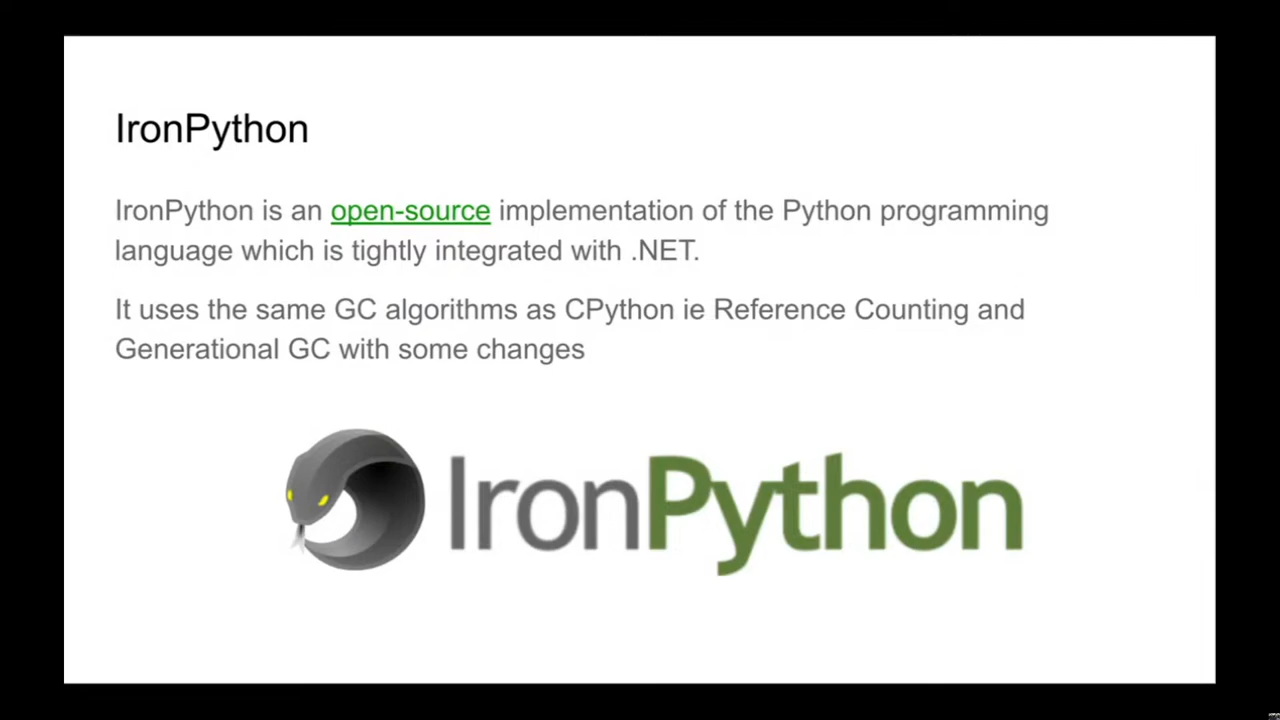 IronPython
IronPython is an open-source implementation of the Python programming
language which is tightly integrated with .NET.
It uses the same GC algorithms as CPython ie Reference Counting and
Generational GC with some changes
IronPython